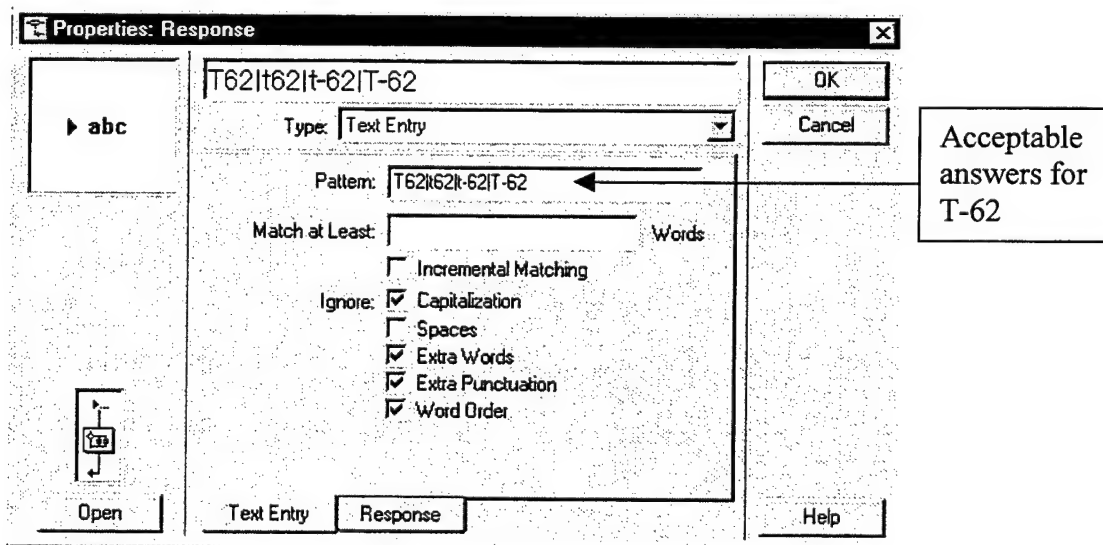 Properties: Response
T62|t62|t-62|T-62
OK
abc
Type: Text Entry
Cancel
Pattern: T62|t62|t-62|T-62
Acceptable
answers for
T-62
Match at Least: Words
Incremental Matching
Ignore: Capitalization
Spaces
Extra Words
Extra Punctuation
Word Order
Open
Text Entry
Response
Help